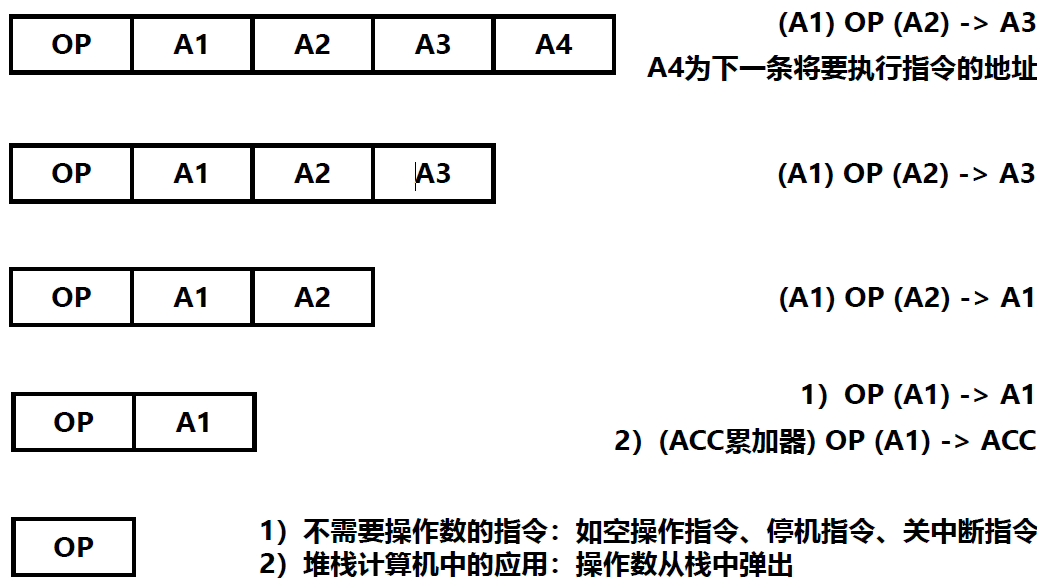 OP A1 A2 A3 A4 (A1) OP (A2) -> A3
A4为下一条将要执行指令的地址
OP A1 A2 A3 (A1) OP (A2) -> A3
OP A1 A2 (A1) OP (A2) -> A1
OP A1 1）OP (A1) -> A1
2）(ACC累加器) OP (A1) -> ACC
OP 1）不需要操作数的指令：如空操作指令、停机指令、关中断指令
2）堆栈计算机中的应用：操作数从栈中弹出